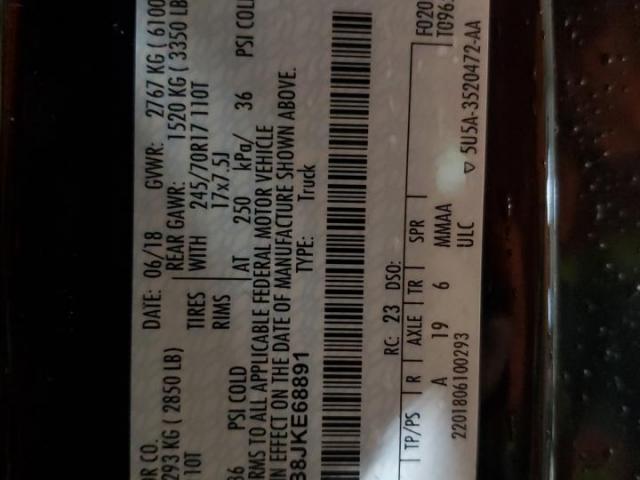 OR CO.
DATE: 06/18 GVWR: 2767 KG ( 6100
293 KG ( 2850 LB) REAR GAWR: 1520 KG ( 3350 LB
10T TIRES WITH 245/70R17 110T
RIMS 17x7.5J
36 PSI COLD AT 250 kPa/ 36 PSI COLD
RMS TO ALL APPLICABLE FEDERAL MOTOR VEHICLE
IN EFFECT ON THE DATE OF MANUFACTURE SHOWN ABOVE.
B8JKE68891 TYPE: Truck
RC: 23 DSO: F020
T096
TP/PS R AXLE TR SPR
A 19 6 MMAA
2201806100293 ULC
▽ 5U5A-3520472-AA